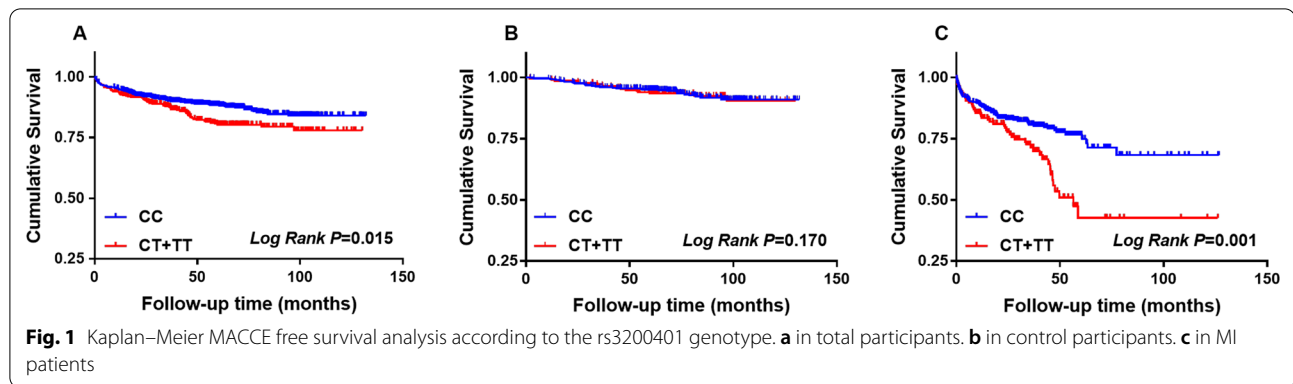 A
Cumulative Survival
1.00
0.75
0.50
0.25
CC
CT+TT
Log Rank P=0.015
0
50
100
150
Follow-up time (months)
B
Cumulative Survival
1.00
0.75
0.50
0.25
CC
CT+TT
Log Rank P=0.170
0
50
100
150
Follow-up time (months)
C
Cumulative Survival
1.00
0.75
0.50
0.25
CC
CT+TT
Log Rank P=0.001
0
50
100
150
Follow-up time (months)
Fig. 1 Kaplan–Meier MACCE free survival analysis according to the rs3200401 genotype. a in total participants. b in control participants. c in MI
patients